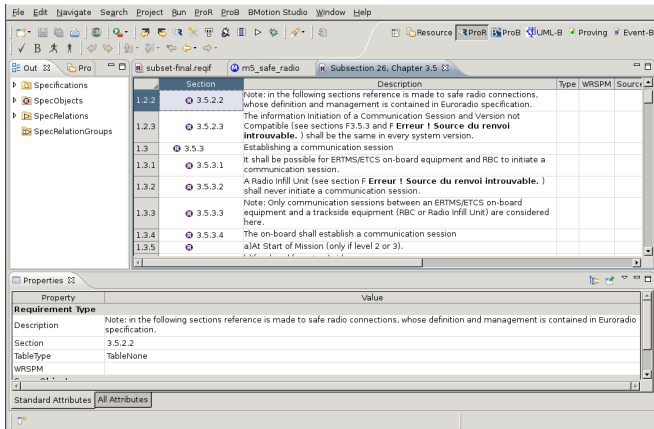 File Edit Navigate Search Project Run ProR ProB BMotion Studio Window Help
Resource ProR ProB UML-B Proving Event-B
Out Pro subset-final.reqif m5_safe_radio Subsection 26, Chapter 3.5
Specifications
SpecObjects
SpecRelations
SpecRelationGroups
Section Description Type WRSPM Source
1.2.2 3.5.2.2 Note: in the following sections reference is made to safe radio connections,
whose definition and management is contained in Euroradio specification.
1.2.3 3.5.2.3 The information Initiation of a Communication Session and Version not
Compatible (see sections F3.5.3 and F Erreur ! Source du renvoi
introuvable. ) shall be the same in every system version.
1.3 3.5.3 Establishing a communication session
1.3.1 3.5.3.1 It shall be possible for ERTMS/ETCS on-board equipment and RBC to initiate a
communication session.
1.3.2 3.5.3.2 A Radio Infill Unit (see section F Erreur ! Source du renvoi introuvable. )
shall never initiate a communication session.
1.3.3 3.5.3.3 Note: Only communication sessions between an ERTMS/ETCS on-board
equipment and a trackside equipment (RBC or Radio Infill Unit) are considered
here.
1.3.4 3.5.3.4 The on-board shall establish a communication session
1.3.5 a)At Start of Mission (only if level 2 or 3).
Properties
Property Value
Requirement Type
Description Note: in the following sections reference is made to safe radio connections, whose definition and management is contained in Euroradio
specification.
Section 3.5.2.2
TableType TableNone
WRSPM
Standard Attributes All Attributes